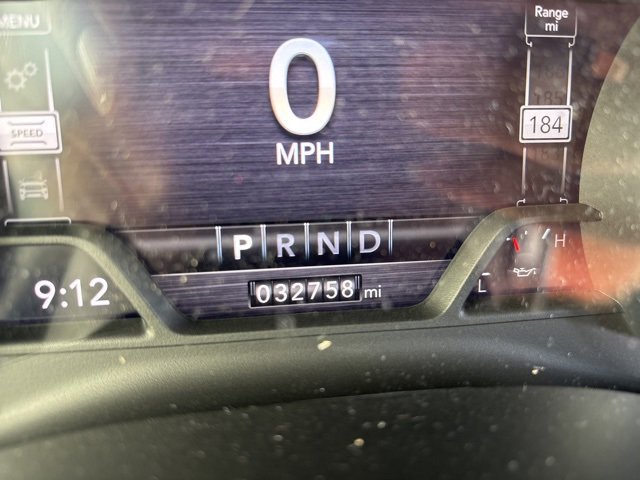 MENU
Range
mi
0
184
SPEED
MPH
P R N D
H
9:12
032758 mi
L